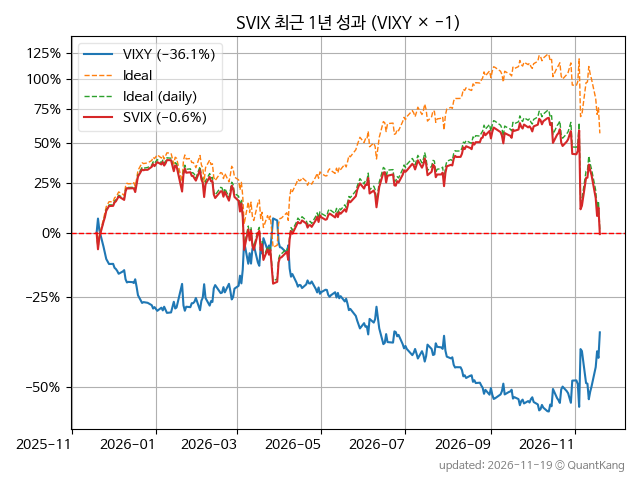 SVIX 최근 1년 성과 (VIXY × −1)
VIXY (−36.1%)
Ideal
Ideal (daily)
SVIX (−0.6%)
125%
100%
75%
50%
25%
0%
−25%
−50%
2025-11 2026-01 2026-03 2026-05 2026-07 2026-09 2026-11
updated: 2026-11-19 © QuantKang